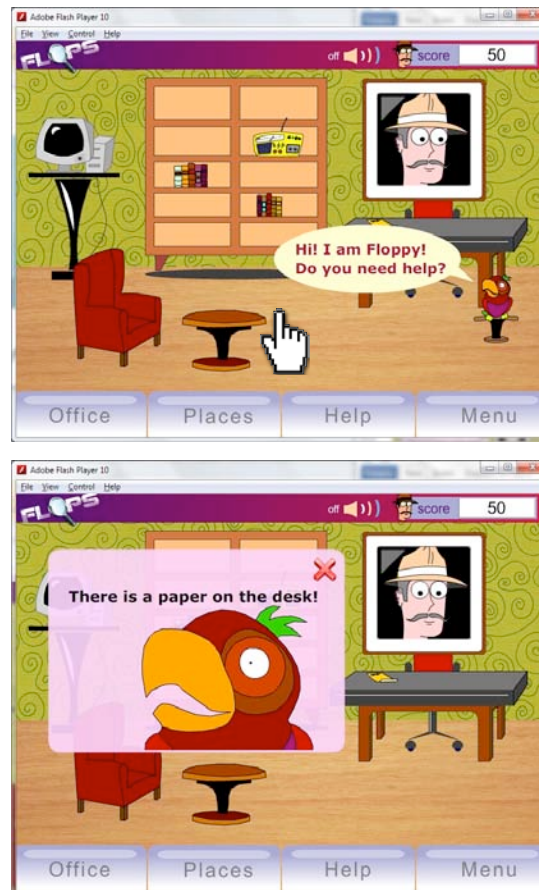 Adobe Flash Player 10
File View Control Help
FLOPS
off
score
50
Hi! I am Floppy!
Do you need help?
Office
Places
Help
Menu
Adobe Flash Player 10
File View Control Help
FLOPS
off
score
50
There is a paper on the desk!
Office
Places
Help
Menu